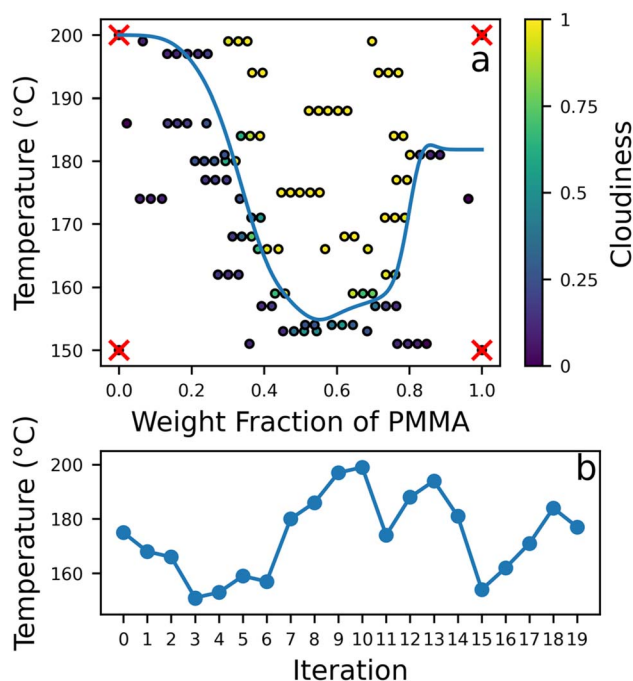 a
Temperature (°C)
200
190
180
170
160
150
0.0 0.2 0.4 0.6 0.8 1.0
Weight Fraction of PMMA
1
0.75
0.5
0.25
0
Cloudiness
b
Temperature (°C)
200
180
160
0 1 2 3 4 5 6 7 8 9 10 11 12 13 14 15 16 17 18 19
Iteration